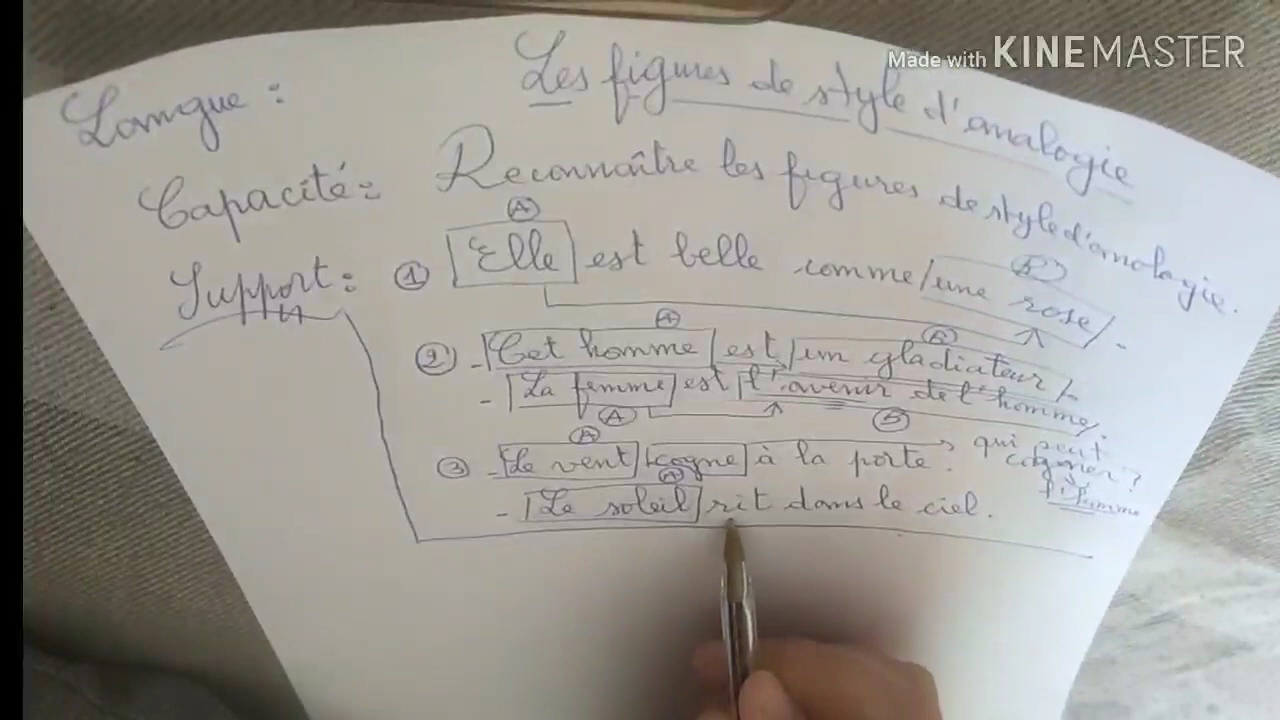 Made with KINEMASTER
Langue : Les figures de style d'analogie
Capacité : Reconnaître les figures de style d'analogie.
A B
Support : ① Elle est belle comme une rose.
A B
② - Cet homme est un gladiateur.
- La femme est l'avenir de l'homme.
A B
A
③ - Le vent cogne à la porte. qui peut cogner ?
A l'homme
- Le soleil rit dans le ciel.